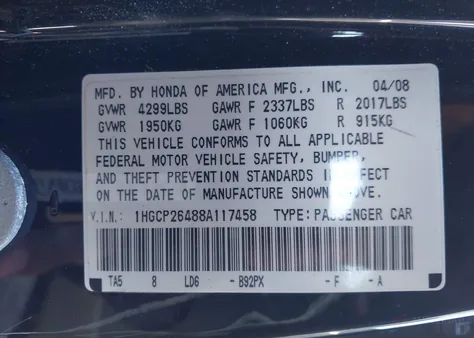 MFD. BY HONDA OF AMERICA MFG., INC. 04/08
GVWR 4299LBS GAWR F 2337LBS R 2017LBS
GVWR 1950KG GAWR F 1060KG R 915KG
THIS VEHICLE CONFORMS TO ALL APPLICABLE
FEDERAL MOTOR VEHICLE SAFETY, BUMPER,
AND THEFT PREVENTION STANDARDS IN EFFECT
ON THE DATE OF MANUFACTURE SHOWN ABOVE.
V.I.N.: 1HGCP26488A117458 TYPE: PASSENGER CAR
TA5 8 LD6 - B92PX - F - A